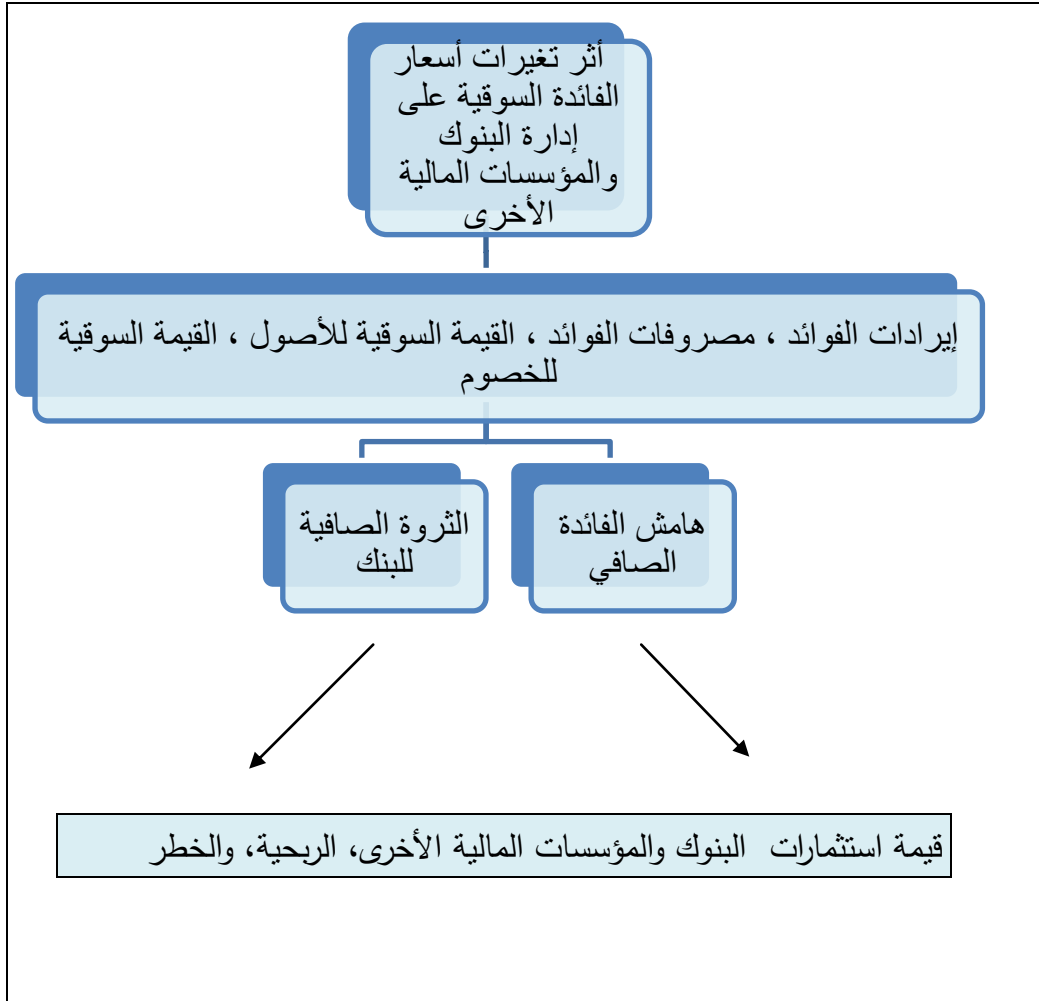 أثر تغيرات أسعار
الفائدة السوقية على
إدارة البنوك
والمؤسسات المالية
الأخرى
إيرادات الفوائد ، مصروفات الفوائد ، القيمة السوقية للأصول ، القيمة السوقية
للخصوم
هامش الفائدة
الصافي
الثروة الصافية
للبنك
قيمة استثمارات البنوك والمؤسسات المالية الأخرى، الربحية، والخطر